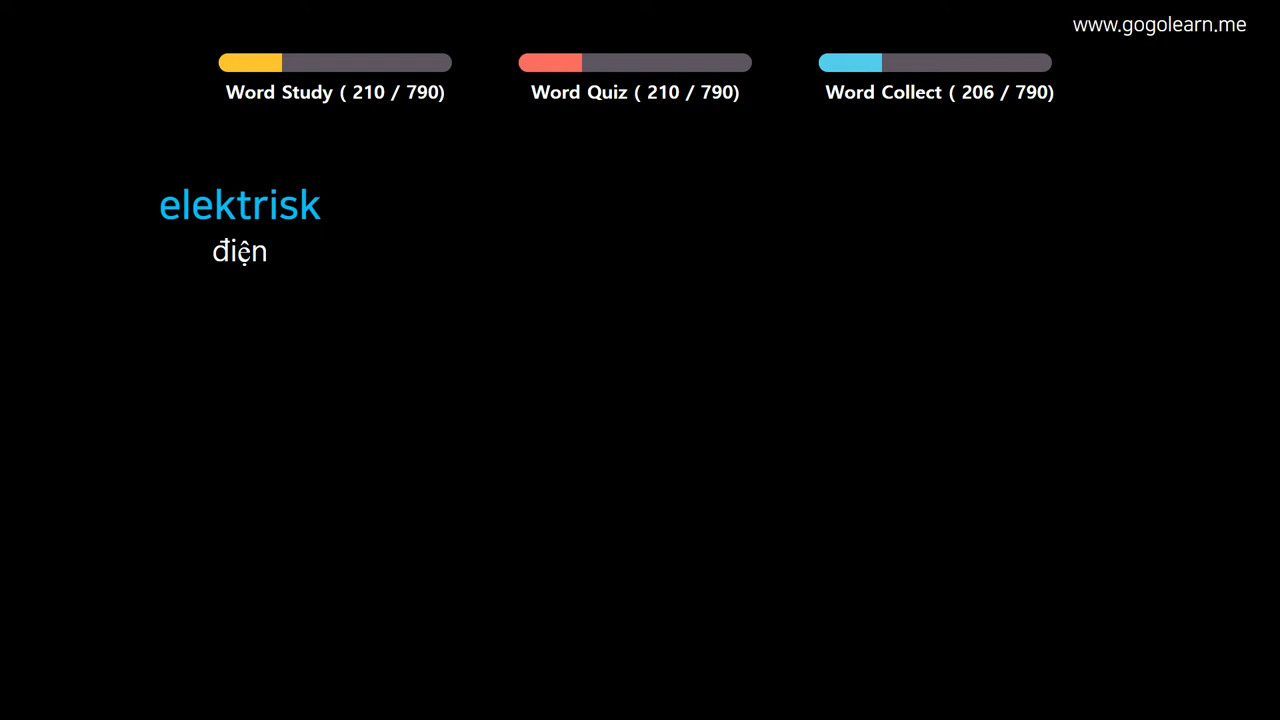 www.gogolearn.me
Word Study ( 210 / 790)
Word Quiz ( 210 / 790)
Word Collect ( 206 / 790)
elektrisk
điện